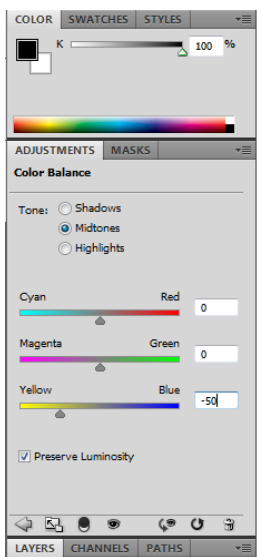 COLOR SWATCHES STYLES
K 100 %
ADJUSTMENTS MASKS
Color Balance
Tone: Shadows
Midtones
Highlights
Cyan Red 0
Magenta Green 0
Yellow Blue -50
Preserve Luminosity
LAYERS CHANNELS PATHS